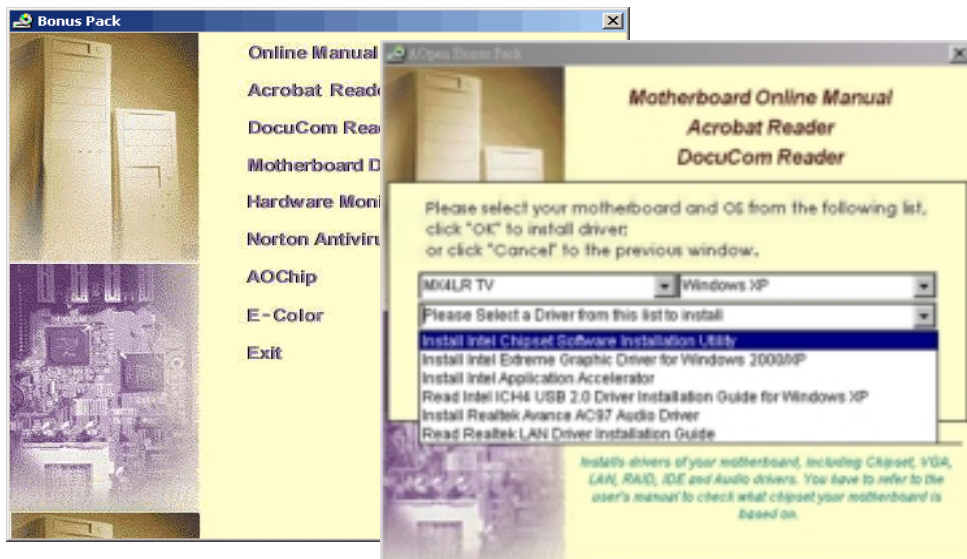 Bonus Pack
Online Manual
Acrobat Read
DocuCom Rea
Motherboard D
Hardware Moni
Norton Antiviru
AOChip
E-Color
Exit
AOpen Bonus Pack
Motherboard Online Manual
Acrobat Reader
DocuCom Reader
Please select your motherboard and OS from the following list,
click "OK" to install driver;
or click "Cancel" to the previous window.
MX4LR TV
Windows XP
Please Select a Driver from this list to install
Install Intel Chipset Software Installation Utility
Install Intel Extreme Graphic Driver for Windows 2000/XP
Install Intel Application Accelerator
Read Intel ICH4 USB 2.0 Driver Installation Guide for Windows XP
Install Realtek Avance AC97 Audio Driver
Read Realtek LAN Driver Installation Guide
Installs drivers of your motherboard, including Chipset, VGA,
LAN, RAID, IDE and Audio drivers. You have to refer to the
user's manual to check what chipset your motherboard is
based on.